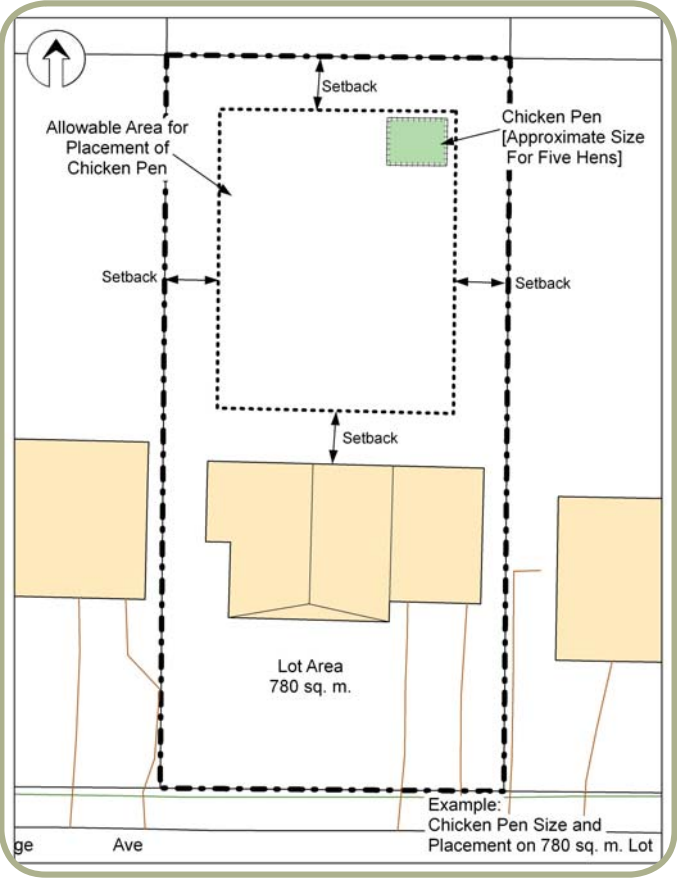 Setback
Allowable Area for
Placement of
Chicken Pen
Chicken Pen
[Approximate Size
For Five Hens]
Setback
Setback
Setback
Lot Area
780 sq. m.
Example:
Chicken Pen Size and
Placement on 780 sq. m. Lot
ge Ave